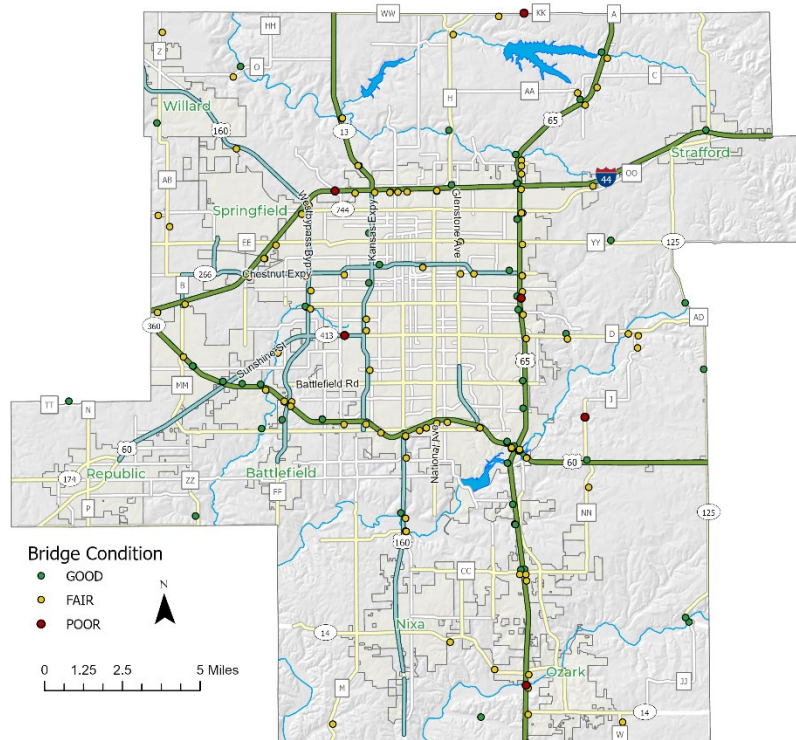 WW
KK
A
HH
Z
O
H
AA
C
Willard
160
65
13
Strafford
44
OO
AB
744
Springfield
Westbypass Byp
Kansas Expy
Glenstone Ave
EE
YY
125
266
Chestnut Expy
B
360
AD
413
D
Sunshine St
65
MM
Battlefield Rd
J
TT
N
60
National Ave
Republic
Battlefield
60
174
ZZ
P
FF
NN
125
160
Bridge Condition
GOOD
FAIR
POOR
N
CC
Nixa
14
0 1.25 2.5 5 Miles
M
Ozark
JJ
14
W